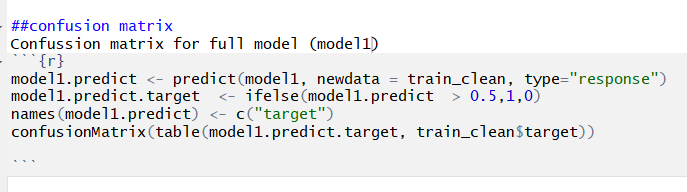 ##confusion matrix
Confussion matrix for full model (model1)
```{r}
model1.predict <- predict(model1, newdata = train_clean, type="response")
model1.predict.target  <- ifelse(model1.predict  > 0.5,1,0)
names(model1.predict) <- c("target")
confusionMatrix(table(model1.predict.target, train_clean$target))
```